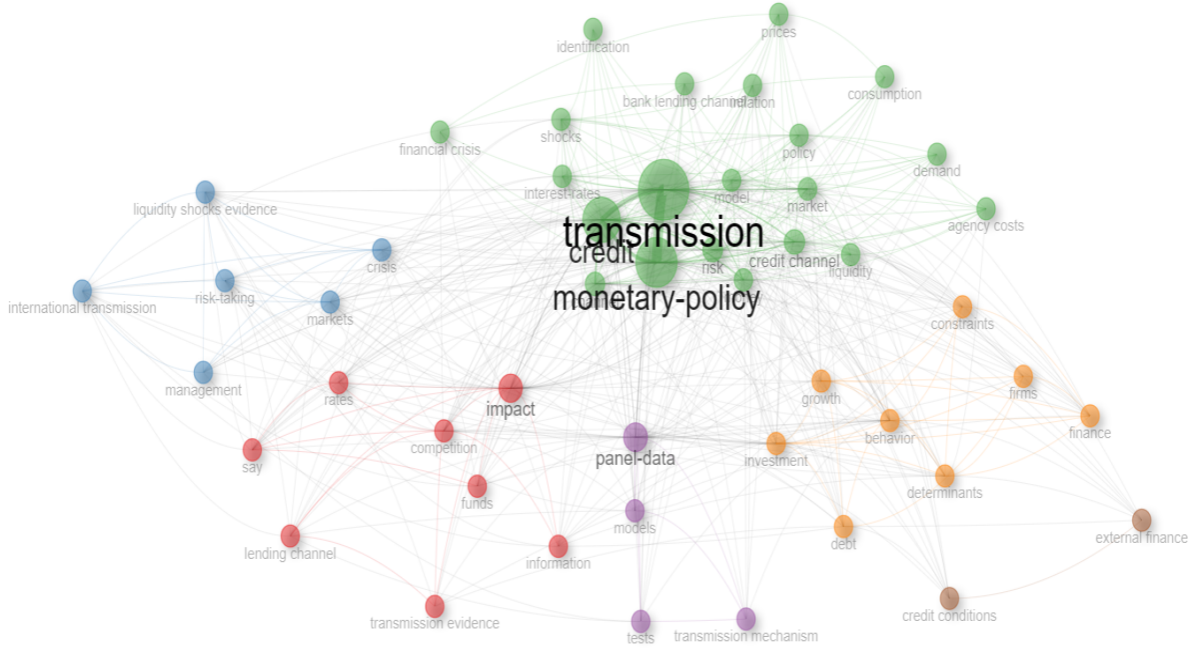 prices
identification
consumption
bank lending channel
shocks
financial crisis
policy
demand
interest-rates
model
market
liquidity shocks evidence
agency costs
transmission
credit
credit channel
risk
crisis
liquidity
risk-taking
international transmission
monetary-policy
markets
constraints
management
rates
growth
firms
impact
finance
behavior
competition
panel-data
investment
say
determinants
funds
models
debt
external finance
lending channel
information
credit conditions
transmission evidence
tests
transmission mechanism